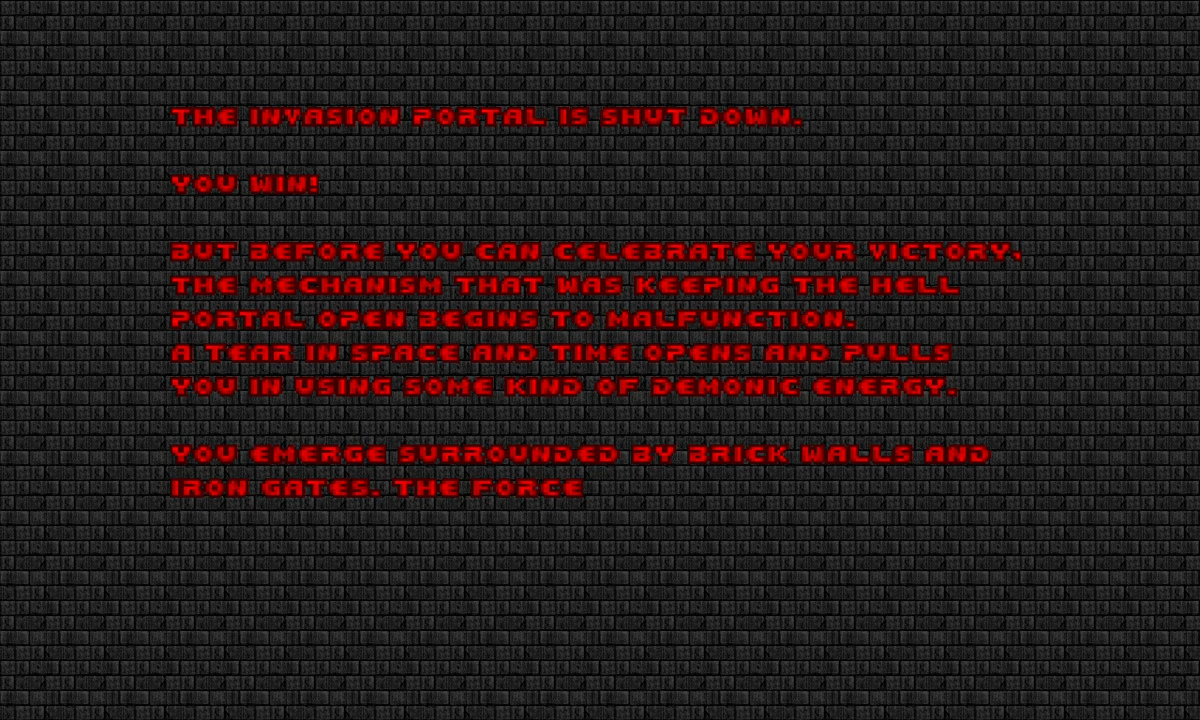 THE INVASION PORTAL IS SHUT DOWN.
YOU WIN!
BUT BEFORE YOU CAN CELEBRATE YOUR VICTORY,
THE MECHANISM THAT WAS KEEPING THE HELL
PORTAL OPEN BEGINS TO MALFUNCTION.
A TEAR IN SPACE AND TIME OPENS AND PULLS
YOU IN USING SOME KIND OF DEMONIC ENERGY.
YOU EMERGE SURROUNDED BY BRICK WALLS AND
IRON GATES. THE FORCE